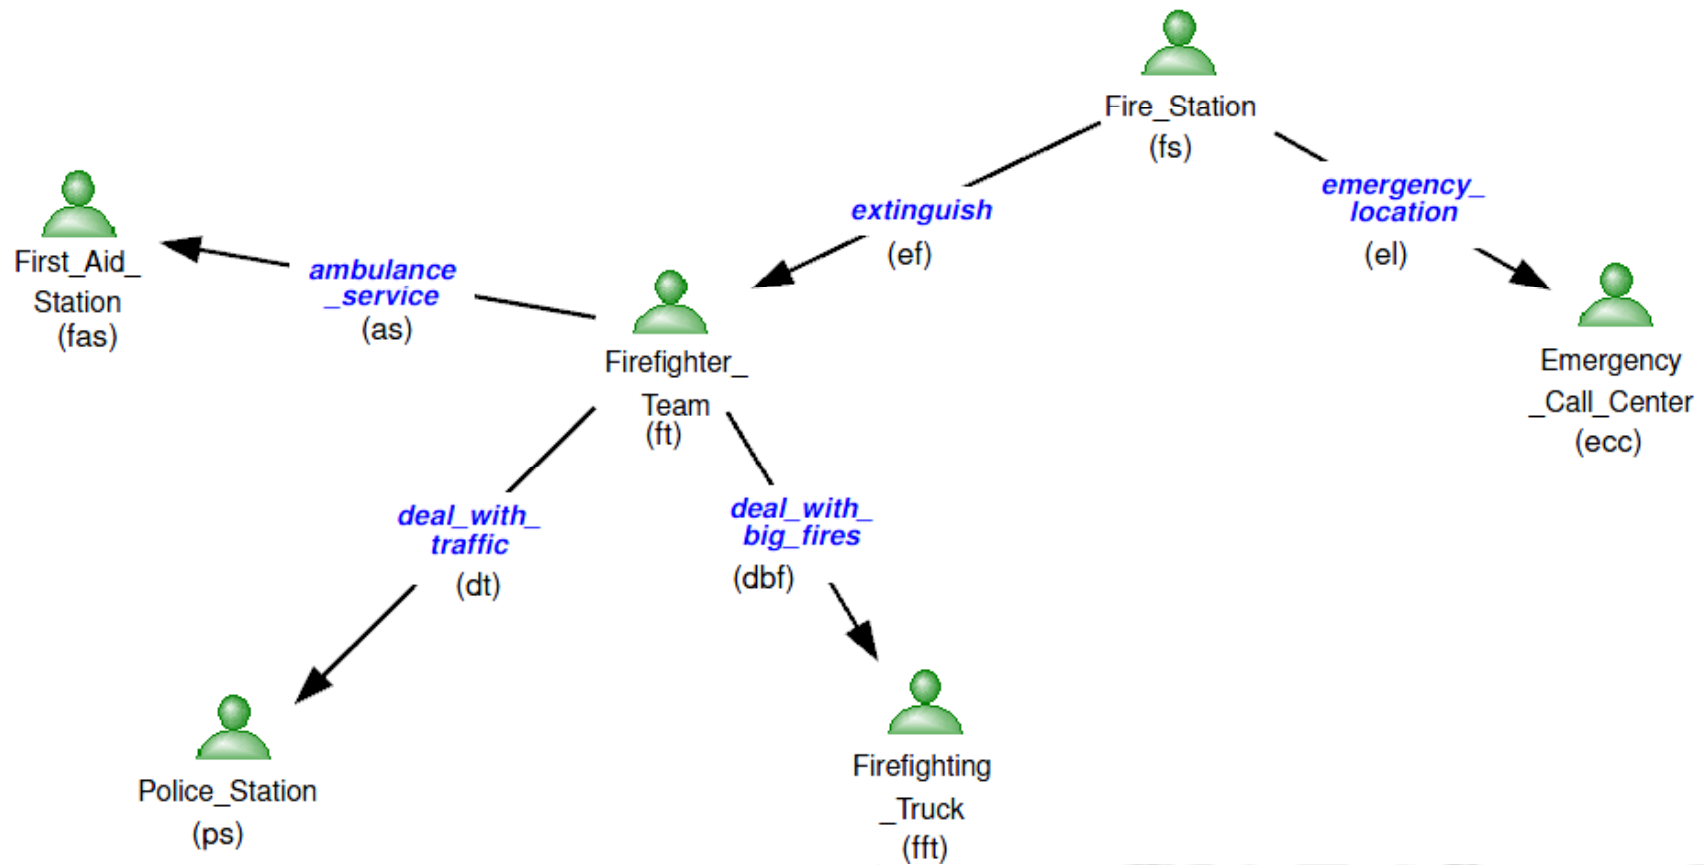 Fire_Station
(fs)
extinguish
(ef)
emergency_
location
(el)
First_Aid_
Station
(fas)
ambulance
_service
(as)
Firefighter_
Team
(ft)
Emergency
_Call_Center
(ecc)
deal_with_
traffic
(dt)
deal_with_
big_fires
(dbf)
Police_Station
(ps)
Firefighting
_Truck
(fft)